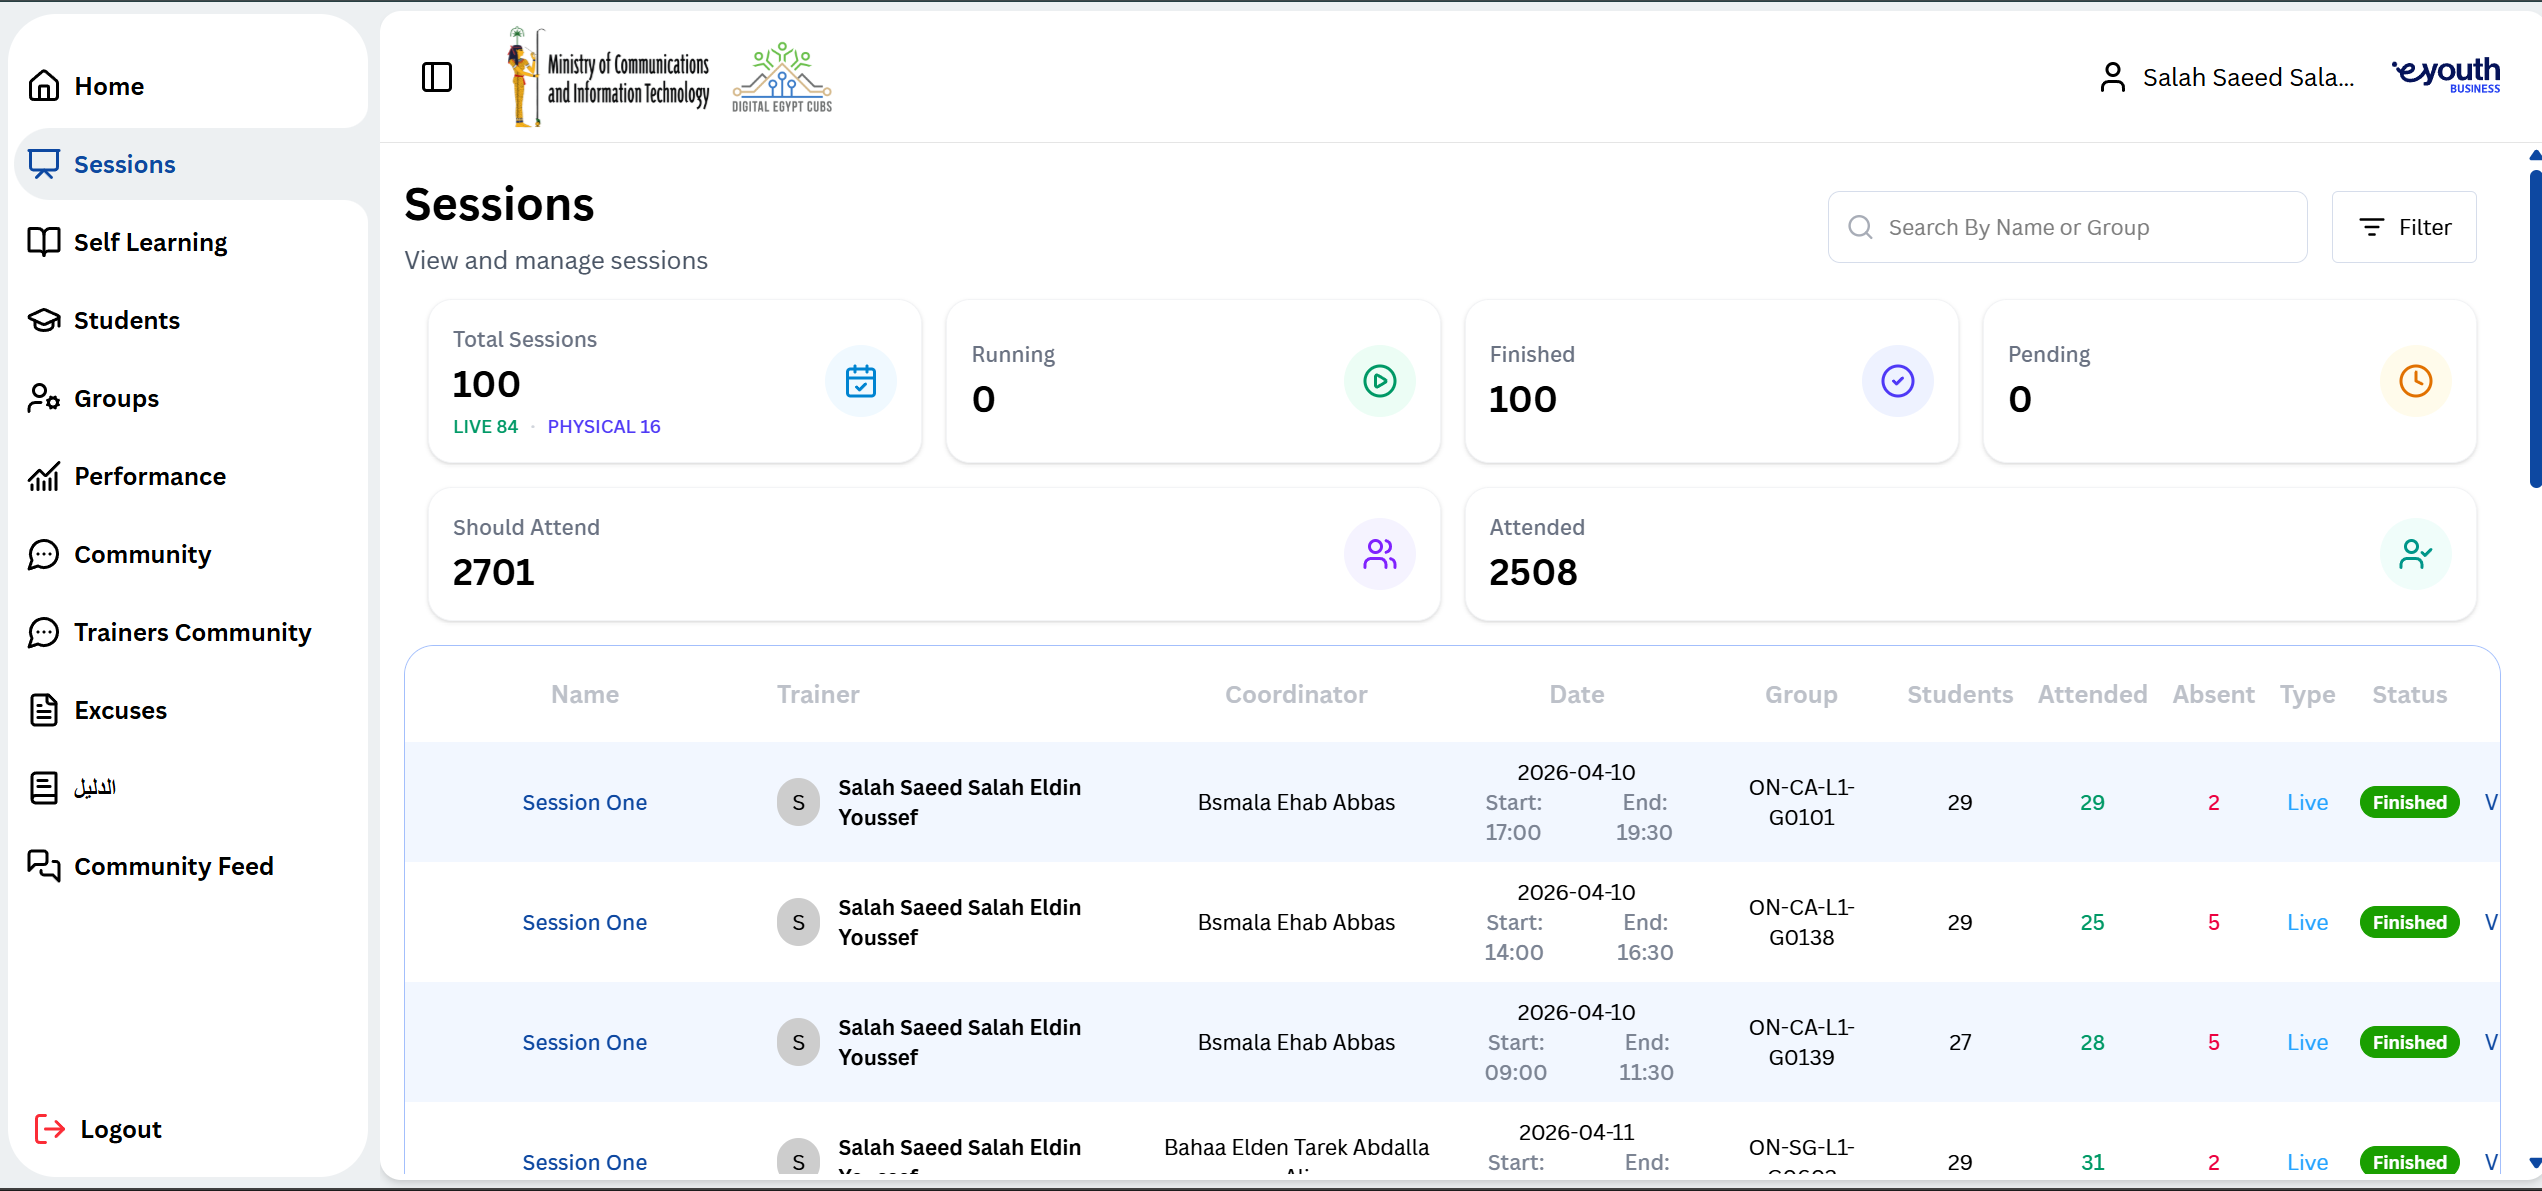 Home
Sessions
Self Learning
Students
Groups
Performance
Community
Trainers Community
Excuses
الدليل
Community Feed
Logout
Ministry of Communications
and Information Technology
DIGITAL EGYPT CUBS
Salah Saeed Sala...
eyouth
BUSINESS
Sessions
View and manage sessions
Search By Name or Group
Filter
Total Sessions
100
LIVE 84 · PHYSICAL 16
Running
0
Finished
100
Pending
0
Should Attend
2701
Attended
2508
Name Trainer Coordinator Date Group Students Attended Absent Type Status
Session One
S
Salah Saeed Salah Eldin
Youssef
Bsmala Ehab Abbas
2026-04-10
Start: End:
17:00 19:30
ON-CA-L1-
G0101
29 29 2 Live Finished V
Session One
S
Salah Saeed Salah Eldin
Youssef
Bsmala Ehab Abbas
2026-04-10
Start: End:
14:00 16:30
ON-CA-L1-
G0138
29 25 5 Live Finished V
Session One
S
Salah Saeed Salah Eldin
Youssef
Bsmala Ehab Abbas
2026-04-10
Start: End:
09:00 11:30
ON-CA-L1-
G0139
27 28 5 Live Finished V
Session One
S
Salah Saeed Salah Eldin
Bahaa Elden Tarek Abdalla
2026-04-11
Start: End:
ON-SG-L1-
29 31 2 Live Finished V